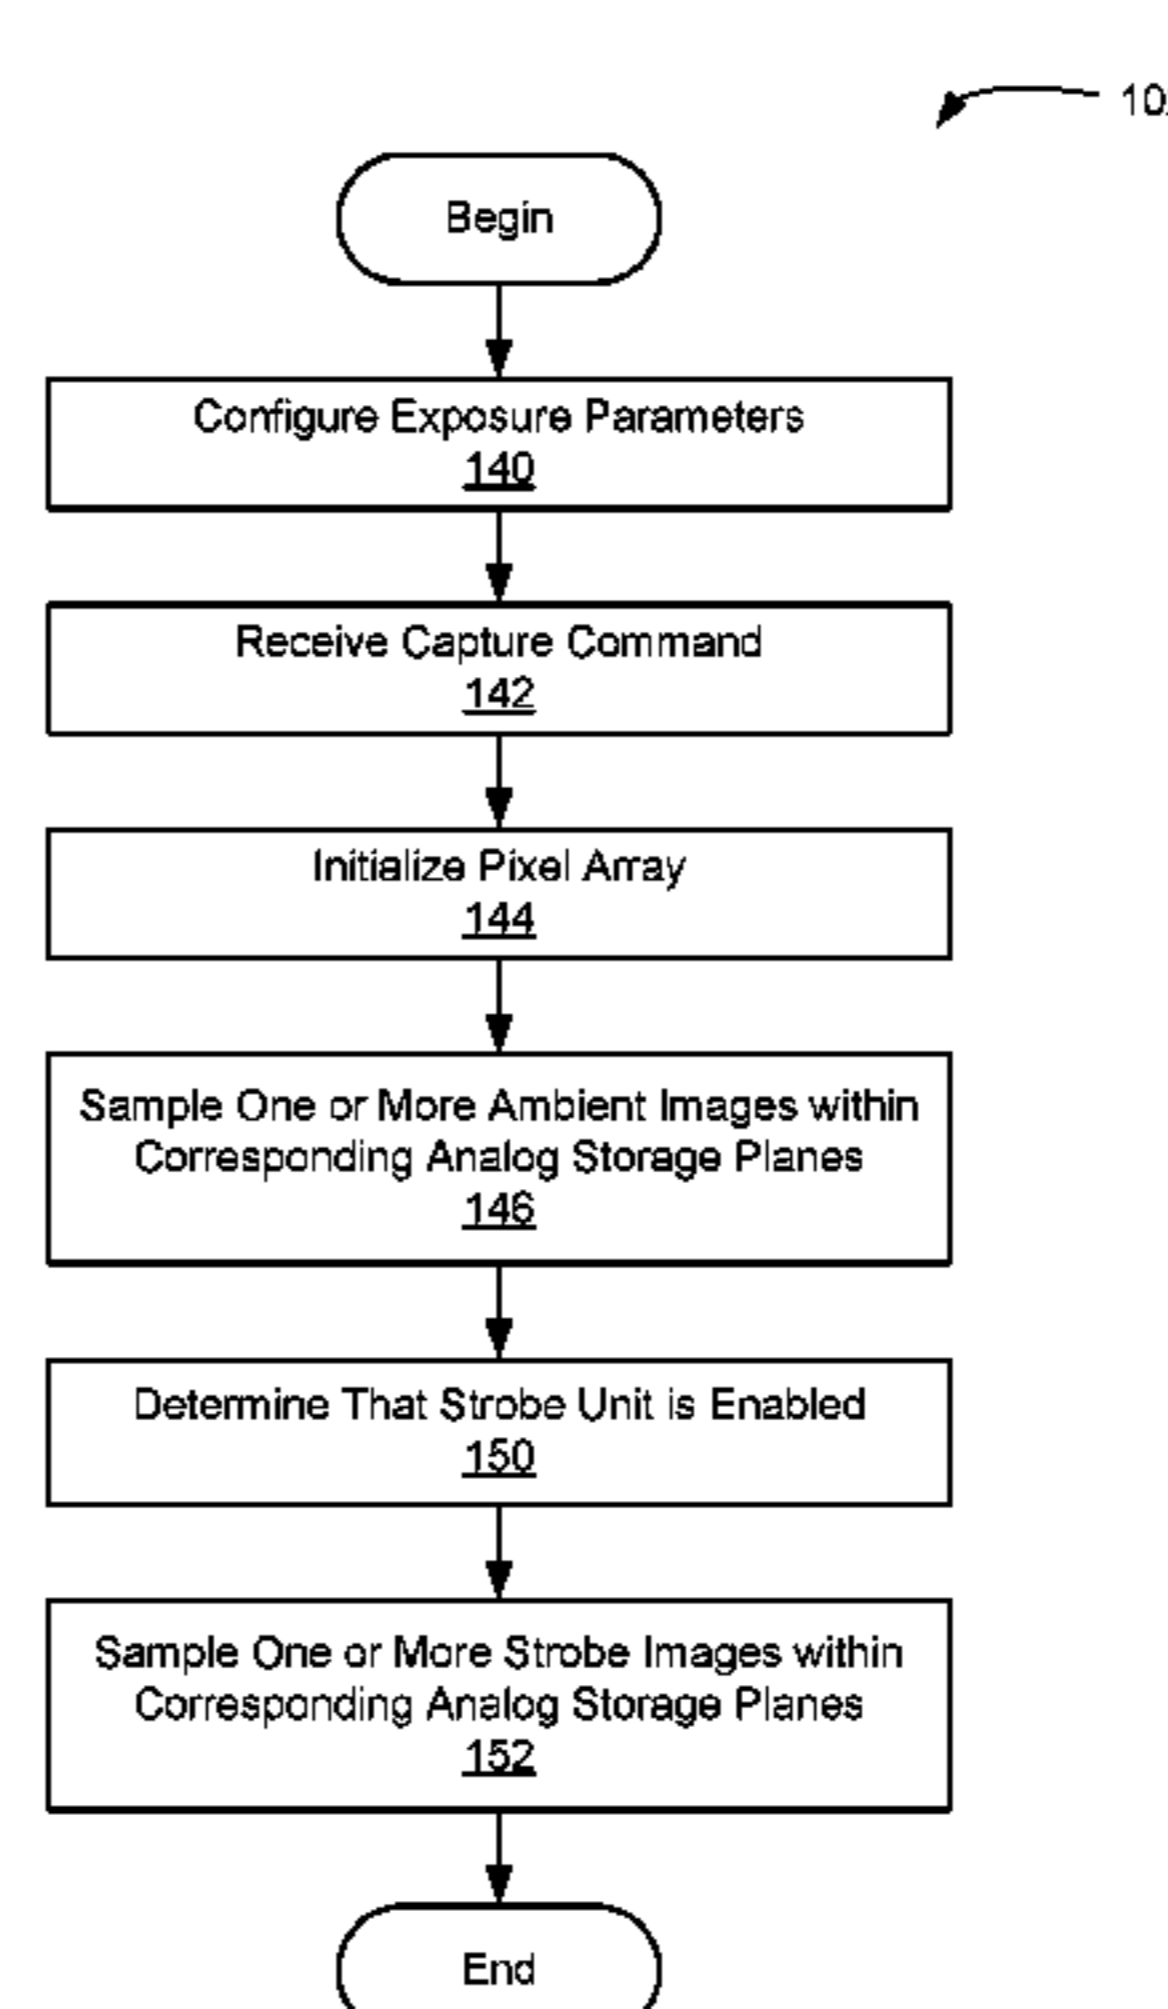 Begin
Configure Exposure Parameters
140
Receive Capture Command
142
Initialize Pixel Array
144
Sample One or More Ambient Images within
Corresponding Analog Storage Planes
146
Determine That Strobe Unit is Enabled
150
Sample One or More Strobe Images within
Corresponding Analog Storage Planes
152
End